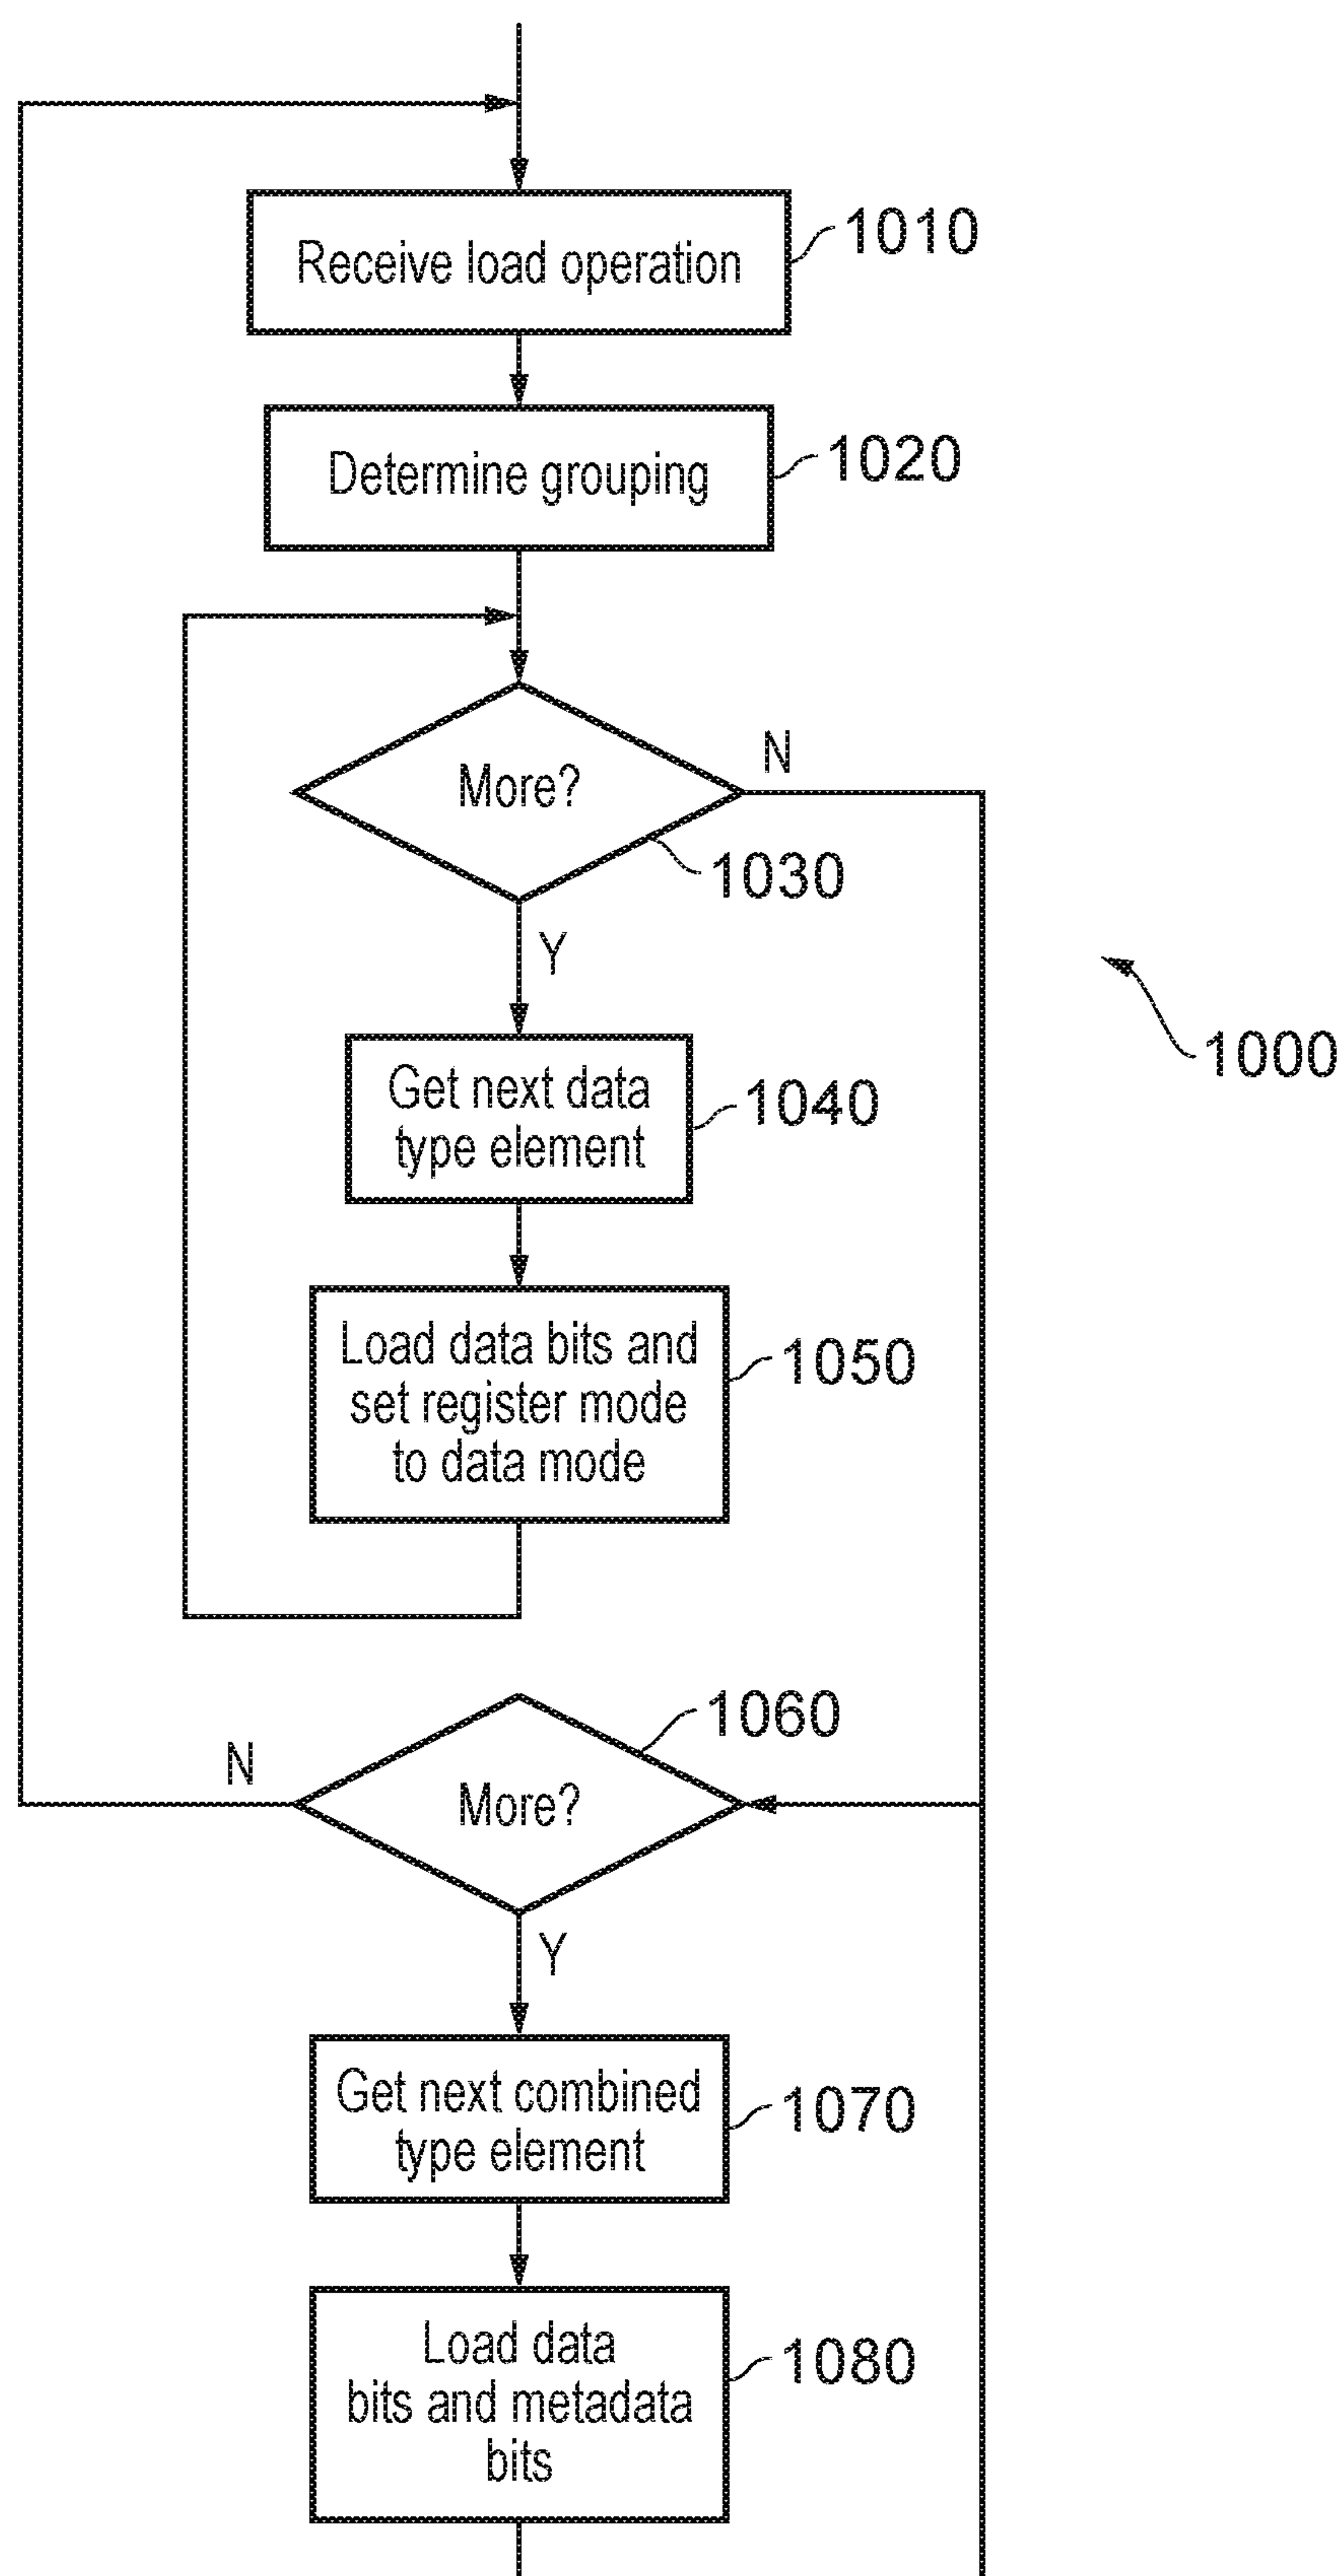 Receive load operation
1010
Determine grouping
1020
More?
N
1030
Y
1000
Get next data
type element
1040
Load data bits and
set register mode
to data mode
1050
1060
N
More?
Y
Get next combined
type element
1070
Load data
bits and metadata
bits
1080